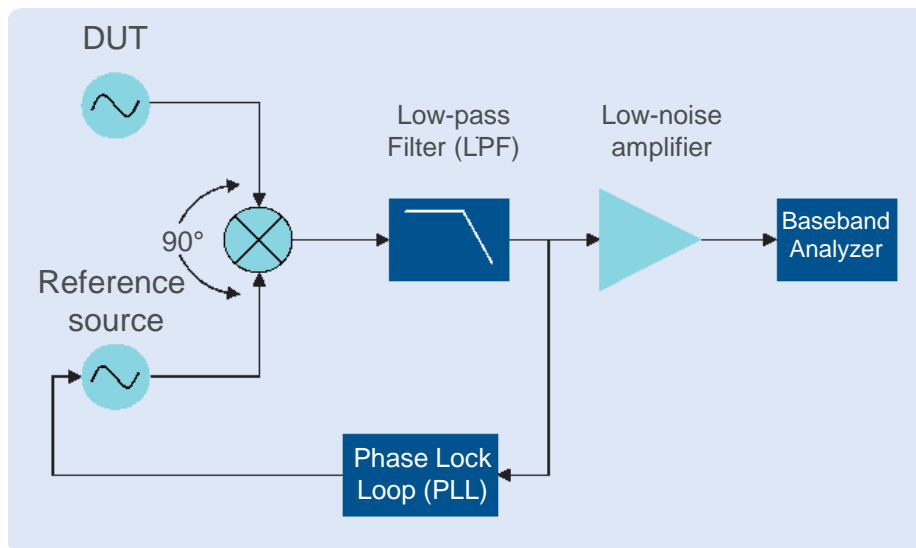 DUT
Low-pass
Filter (LPF)
Low-noise
amplifier
90°
Baseband
Analyzer
Reference
source
Phase Lock
Loop (PLL)